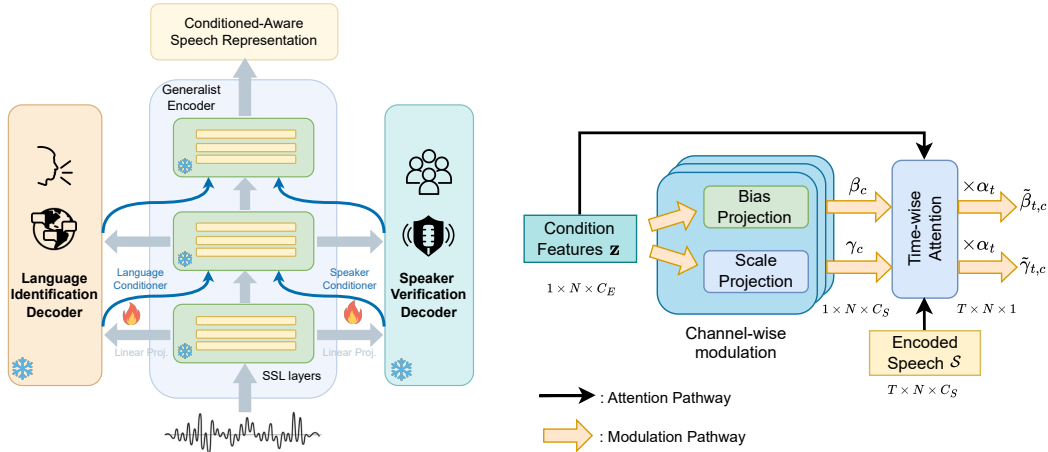 Conditioned-Aware
Speech Representation
Generalist
Encoder
Language
Identification
Decoder
Language
Conditioner
Speaker
Conditioner
Speaker
Verification
Decoder
Linear Proj.
Linear Proj.
SSL layers
Condition
Features z
1 × N × C_E
Bias
Projection
Scale
Projection
Channel-wise
modulation
β_c
γ_c
1 × N × C_S
Time-wise
Attention
×α_t
×α_t
β̃_{t,c}
γ̃_{t,c}
T × N × 1
Encoded
Speech 𝒮
T × N × C_S
: Attention Pathway
: Modulation Pathway